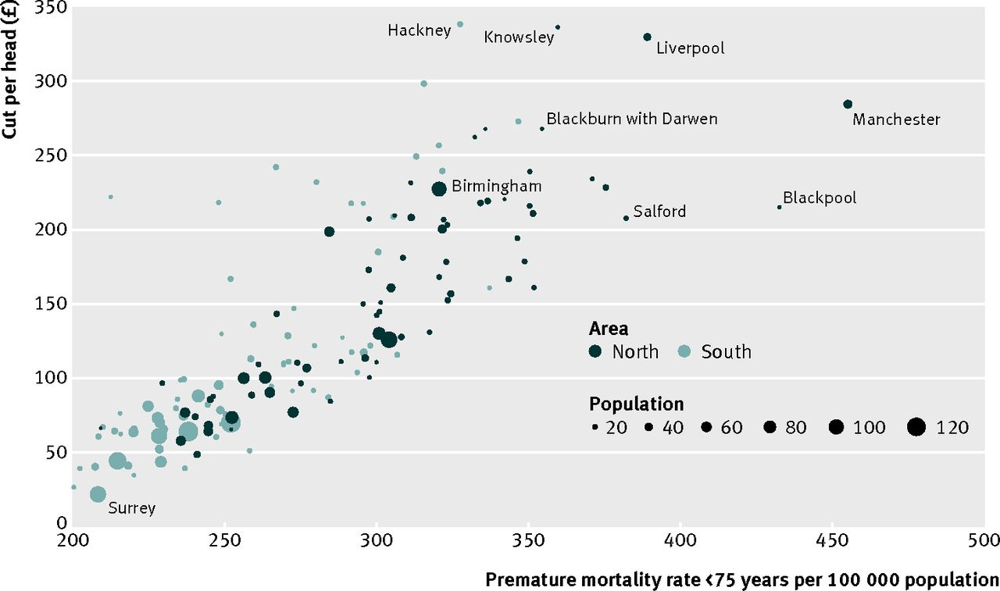 Cut per head (£)
350
300
250
200
150
100
50
0
Hackney
Knowsley
Liverpool
Blackburn with Darwen
Manchester
Birmingham
Salford
Blackpool
Surrey
Area
North South
Population
20 40 60 80 100 120
200 250 300 350 400 450 500
Premature mortality rate <75 years per 100 000 population